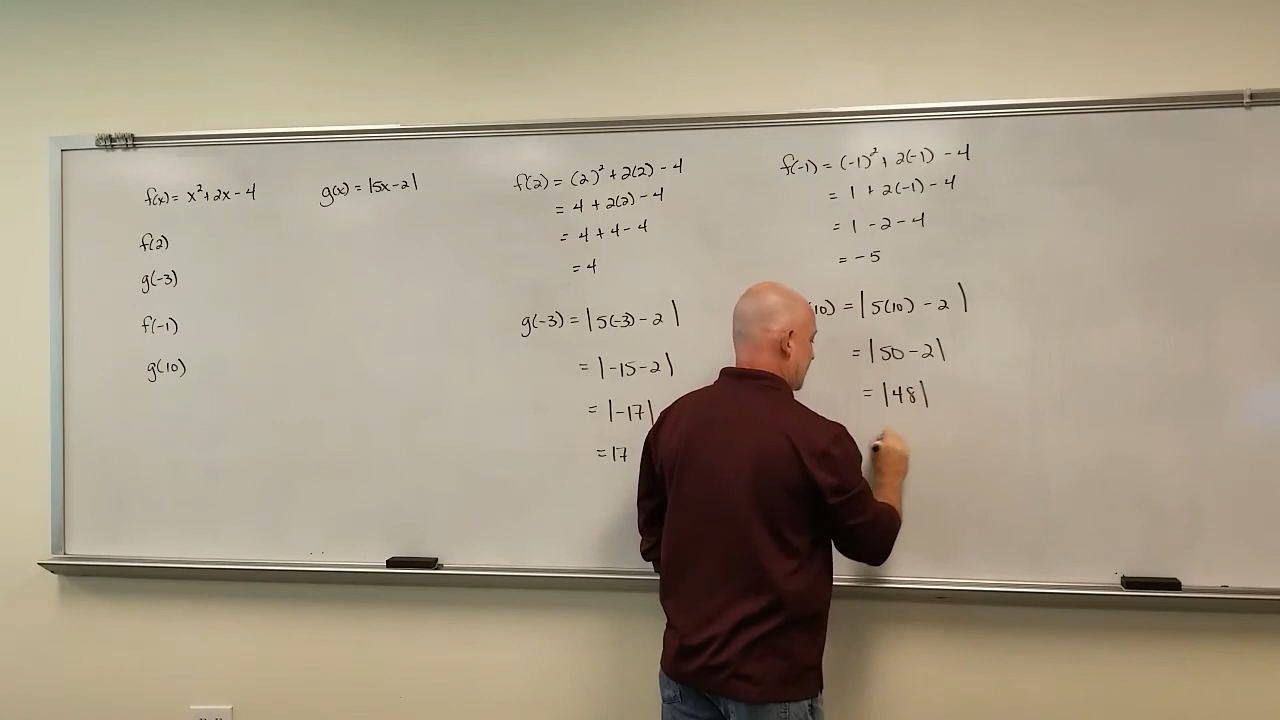 f(x) = x² + 2x - 4
g(x) = |5x - 2|
f(2)
g(-3)
f(-1)
g(10)
f(2) = (2)² + 2(2) - 4
= 4 + 2(2) - 4
= 4 + 4 - 4
= 4
g(-3) = |5(-3) - 2|
= |-15 - 2|
= |-17|
= 17
f(-1) = (-1)² + 2(-1) - 4
= 1 + 2(-1) - 4
= 1 - 2 - 4
= -5
10) = |5(10) - 2|
= |50 - 2|
= |48|